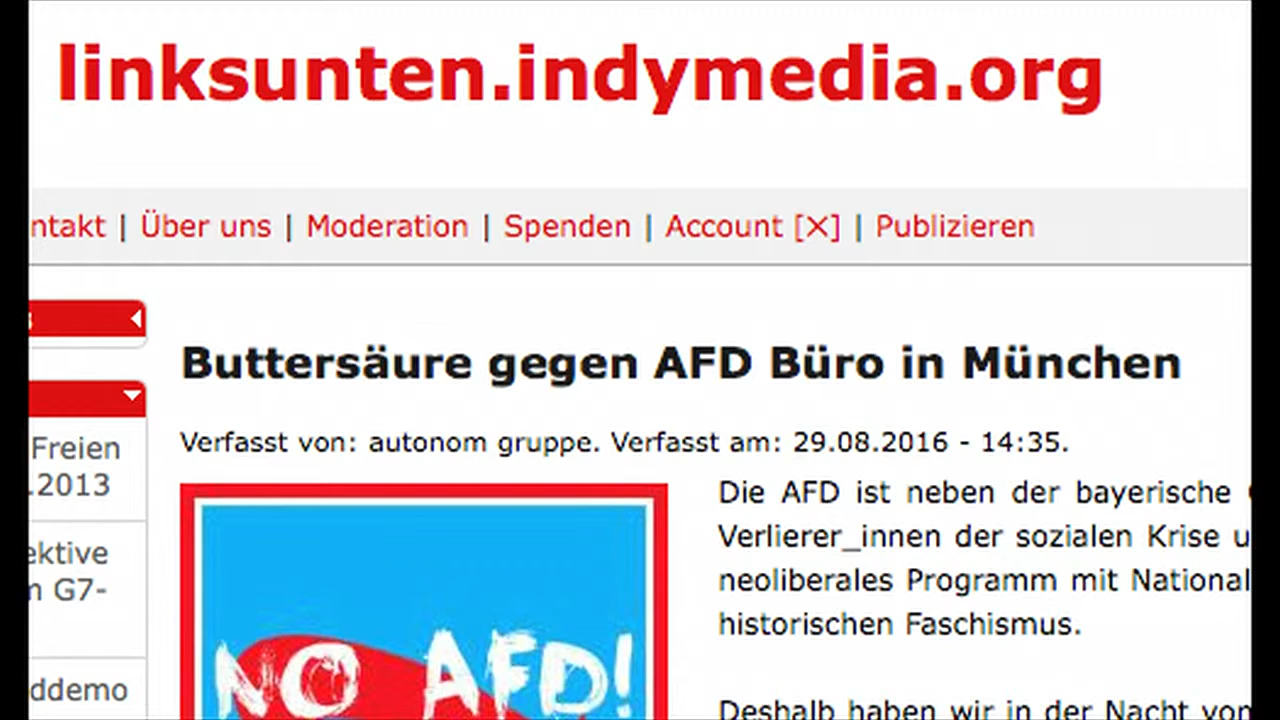 linksunten.indymedia.org
ntakt | Über uns | Moderation | Spenden | Account [X] | Publizieren
Buttersäure gegen AFD Büro in München
Verfasst von: autonom gruppe. Verfasst am: 29.08.2016 - 14:35.
Freien
.2013
ektive
G7-
ddemo
NO AFD!
Die AFD ist neben der bayerische
Verlierer_innen der sozialen Krise u
neoliberales Programm mit National
historischen Faschismus.
Deshalb haben wir in der Nacht von